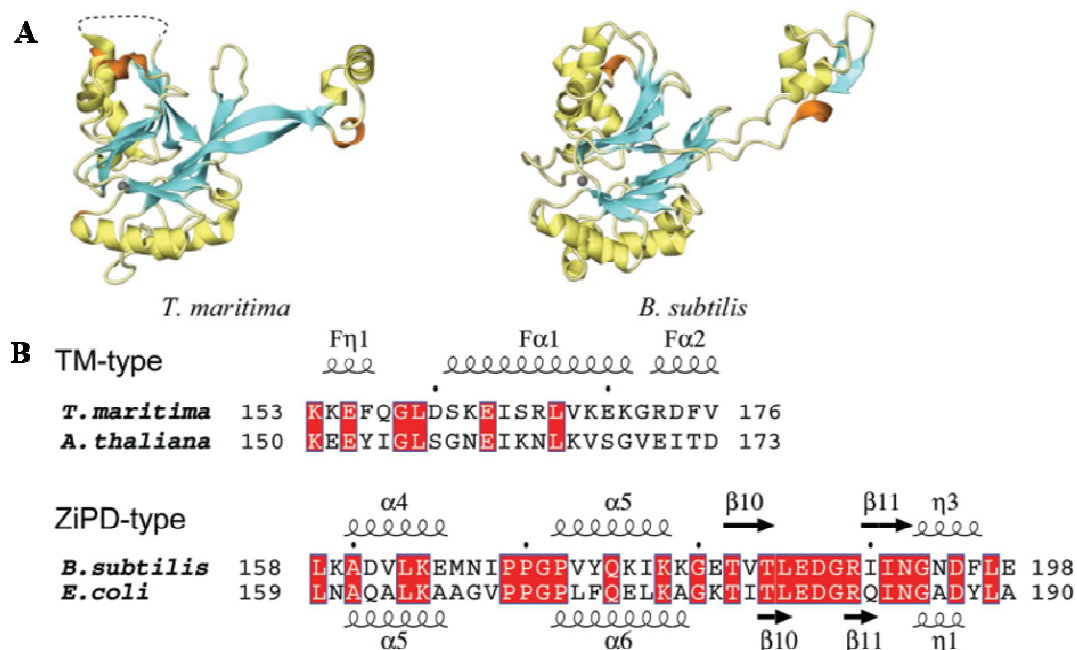 A
T. maritima
B. subtilis
B
Fη1 Fα1 Fα2
TM-type
T.maritima 153 KKEFQGLDSKEISRLVKEKGRDFV 176
A.thaliana 150 KEEYIGLSGNEIKNLKVSGVEITD 173
α4 α5 β10 β11 η3
ZiPD-type
B.subtilis 158 LKADVLKEMNIPPGPVYQKIKKGETVTLEDGRIINGNDFLE 198
E.coli 159 LNAQALKAAGVPPGPLFQELKAGKTITLEDGRQINGADYLA 190
α5 α6 β10 β11 η1